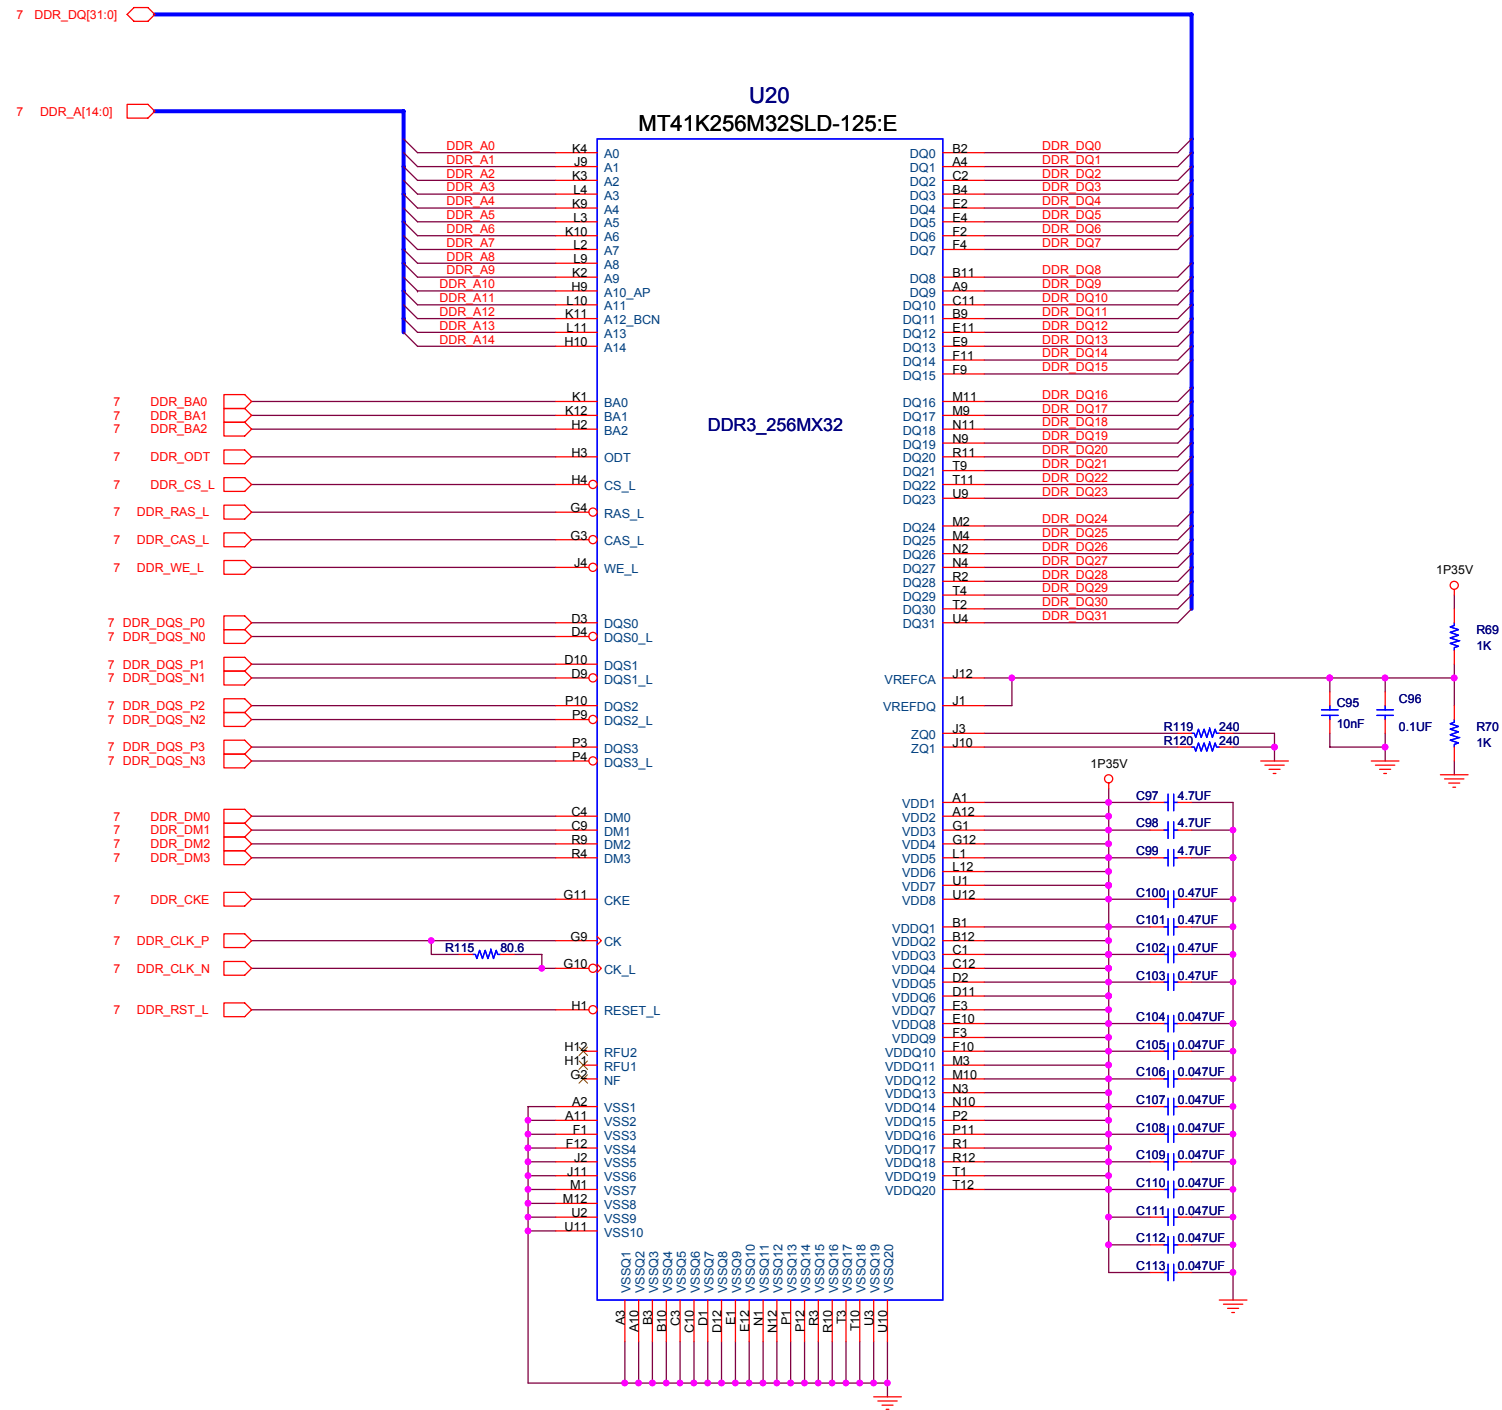 7 DDR_DQ[31:0]
7 DDR_A[14:0]
U20
MT41K256M32SLD-125:E
DDR3_256MX32
DDR_A0 K4 A0
DDR_A1 J9 A1
DDR_A2 K3 A2
DDR_A3 L4 A3
DDR_A4 K9 A4
DDR_A5 L3 A5
DDR_A6 K10 A6
DDR_A7 L2 A7
DDR_A8 L9 A8
DDR_A9 K2 A9
DDR_A10 H9 A10_AP
DDR_A11 L10 A11
DDR_A12 K11 A12_BCN
DDR_A13 L11 A13
DDR_A14 H10 A14
7 DDR_BA0 K1 BA0
7 DDR_BA1 K12 BA1
7 DDR_BA2 H2 BA2
7 DDR_ODT H3 ODT
7 DDR_CS_L H4 CS_L
7 DDR_RAS_L G4 RAS_L
7 DDR_CAS_L G3 CAS_L
7 DDR_WE_L J4 WE_L
7 DDR_DQS_P0 D3 DQS0
7 DDR_DQS_N0 D4 DQS0_L
7 DDR_DQS_P1 D10 DQS1
7 DDR_DQS_N1 D9 DQS1_L
7 DDR_DQS_P2 P10 DQS2
7 DDR_DQS_N2 P9 DQS2_L
7 DDR_DQS_P3 P3 DQS3
7 DDR_DQS_N3 P4 DQS3_L
7 DDR_DM0 C4 DM0
7 DDR_DM1 C9 DM1
7 DDR_DM2 R9 DM2
7 DDR_DM3 R4 DM3
7 DDR_CKE G11 CKE
7 DDR_CLK_P G9 CK
R115 80.6
7 DDR_CLK_N G10 CK_L
7 DDR_RST_L H1 RESET_L
H12 RFU2
H11 RFU1
G2 NF
A2 VSS1
A11 VSS2
F1 VSS3
F12 VSS4
J2 VSS5
J11 VSS6
M1 VSS7
M12 VSS8
U2 VSS9
U11 VSS10
DQ0 B2 DDR_DQ0
DQ1 A4 DDR_DQ1
DQ2 C2 DDR_DQ2
DQ3 B4 DDR_DQ3
DQ4 E2 DDR_DQ4
DQ5 E4 DDR_DQ5
DQ6 F2 DDR_DQ6
DQ7 F4 DDR_DQ7
DQ8 B11 DDR_DQ8
DQ9 A9 DDR_DQ9
DQ10 C11 DDR_DQ10
DQ11 B9 DDR_DQ11
DQ12 E11 DDR_DQ12
DQ13 E9 DDR_DQ13
DQ14 F11 DDR_DQ14
DQ15 F9 DDR_DQ15
DQ16 M11 DDR_DQ16
DQ17 M9 DDR_DQ17
DQ18 N11 DDR_DQ18
DQ19 N9 DDR_DQ19
DQ20 R11 DDR_DQ20
DQ21 T9 DDR_DQ21
DQ22 T11 DDR_DQ22
DQ23 U9 DDR_DQ23
DQ24 M2 DDR_DQ24
DQ25 M4 DDR_DQ25
DQ26 N2 DDR_DQ26
DQ27 N4 DDR_DQ27
DQ28 R2 DDR_DQ28
DQ29 T4 DDR_DQ29
DQ30 T2 DDR_DQ30
DQ31 U4 DDR_DQ31
VREFCA J12
VREFDQ J1
ZQ0 J3 R119 240
ZQ1 J10 R120 240
1P35V
R69
1K
C95
10nF
C96
0.1UF
R70
1K
1P35V
VDD1 A1 C97 4.7UF
VDD2 A12
VDD3 G1 C98 4.7UF
VDD4 G12
VDD5 L1 C99 4.7UF
VDD6 L12
VDD7 U1
VDD8 U12 C100 0.47UF
VDDQ1 B1 C101 0.47UF
VDDQ2 B12
VDDQ3 C1 C102 0.47UF
VDDQ4 C12
VDDQ5 D2 C103 0.47UF
VDDQ6 D11
VDDQ7 E3
VDDQ8 E10 C104 0.047UF
VDDQ9 F3
VDDQ10 F10 C105 0.047UF
VDDQ11 M3
VDDQ12 M10 C106 0.047UF
VDDQ13 N3
VDDQ14 N10 C107 0.047UF
VDDQ15 P2
VDDQ16 P11 C108 0.047UF
VDDQ17 R1
VDDQ18 R12 C109 0.047UF
VDDQ19 T1
VDDQ20 T12 C110 0.047UF
C111 0.047UF
C112 0.047UF
C113 0.047UF
VSSQ1 A3
VSSQ2 A10
VSSQ3 B3
VSSQ4 B10
VSSQ5 C3
VSSQ6 C10
VSSQ7 D1
VSSQ8 D12
VSSQ9 E1
VSSQ10 E12
VSSQ11 N1
VSSQ12 N12
VSSQ13 P1
VSSQ14 P12
VSSQ15 R3
VSSQ16 R10
VSSQ17 T3
VSSQ18 T10
VSSQ19 U3
VSSQ20 U10